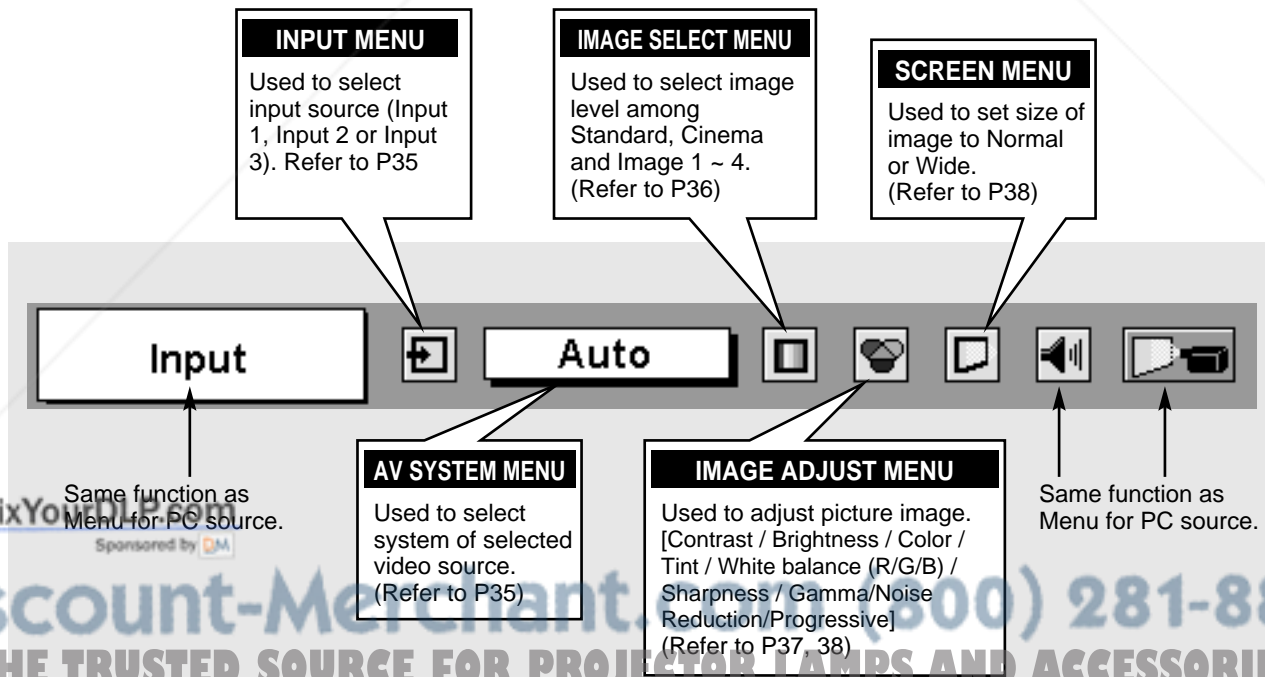 INPUT MENU
Used to select
input source (Input
1, Input 2 or Input
3). Refer to P35
IMAGE SELECT MENU
Used to select image
level among
Standard, Cinema
and Image 1 ~ 4.
(Refer to P36)
SCREEN MENU
Used to set size of
image to Normal
or Wide.
(Refer to P38)
Input
Auto
Same function as
Menu for PC source.
AV SYSTEM MENU
Used to select
system of selected
video source.
(Refer to P35)
IMAGE ADJUST MENU
Used to adjust picture image.
[Contrast / Brightness / Color /
Tint / White balance (R/G/B) /
Sharpness / Gamma/Noise
Reduction/Progressive]
(Refer to P37, 38)
Same function as
Menu for PC source.
ixYourDLP.com
Sponsored by DM
scount-Merchant.com (800) 281-88
HE TRUSTED SOURCE FOR PROJECTOR LAMPS AND ACCESSORIE